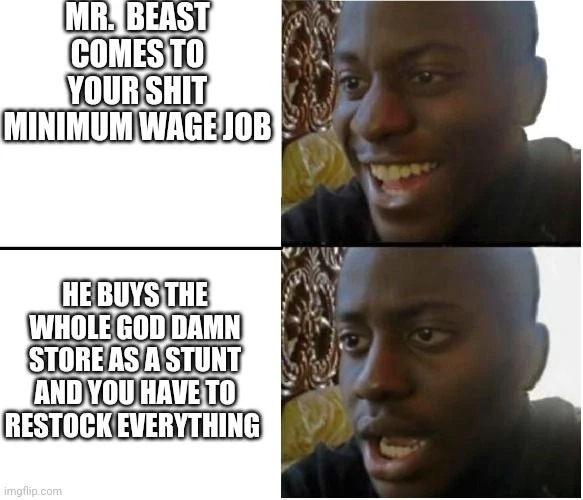 MR. BEAST
COMES TO
YOUR SHIT
MINIMUM WAGE JOB
HE BUYS THE
WHOLE GOD DAMN
STORE AS A STUNT
AND YOU HAVE TO
RESTOCK EVERYTHING
imgflip.com